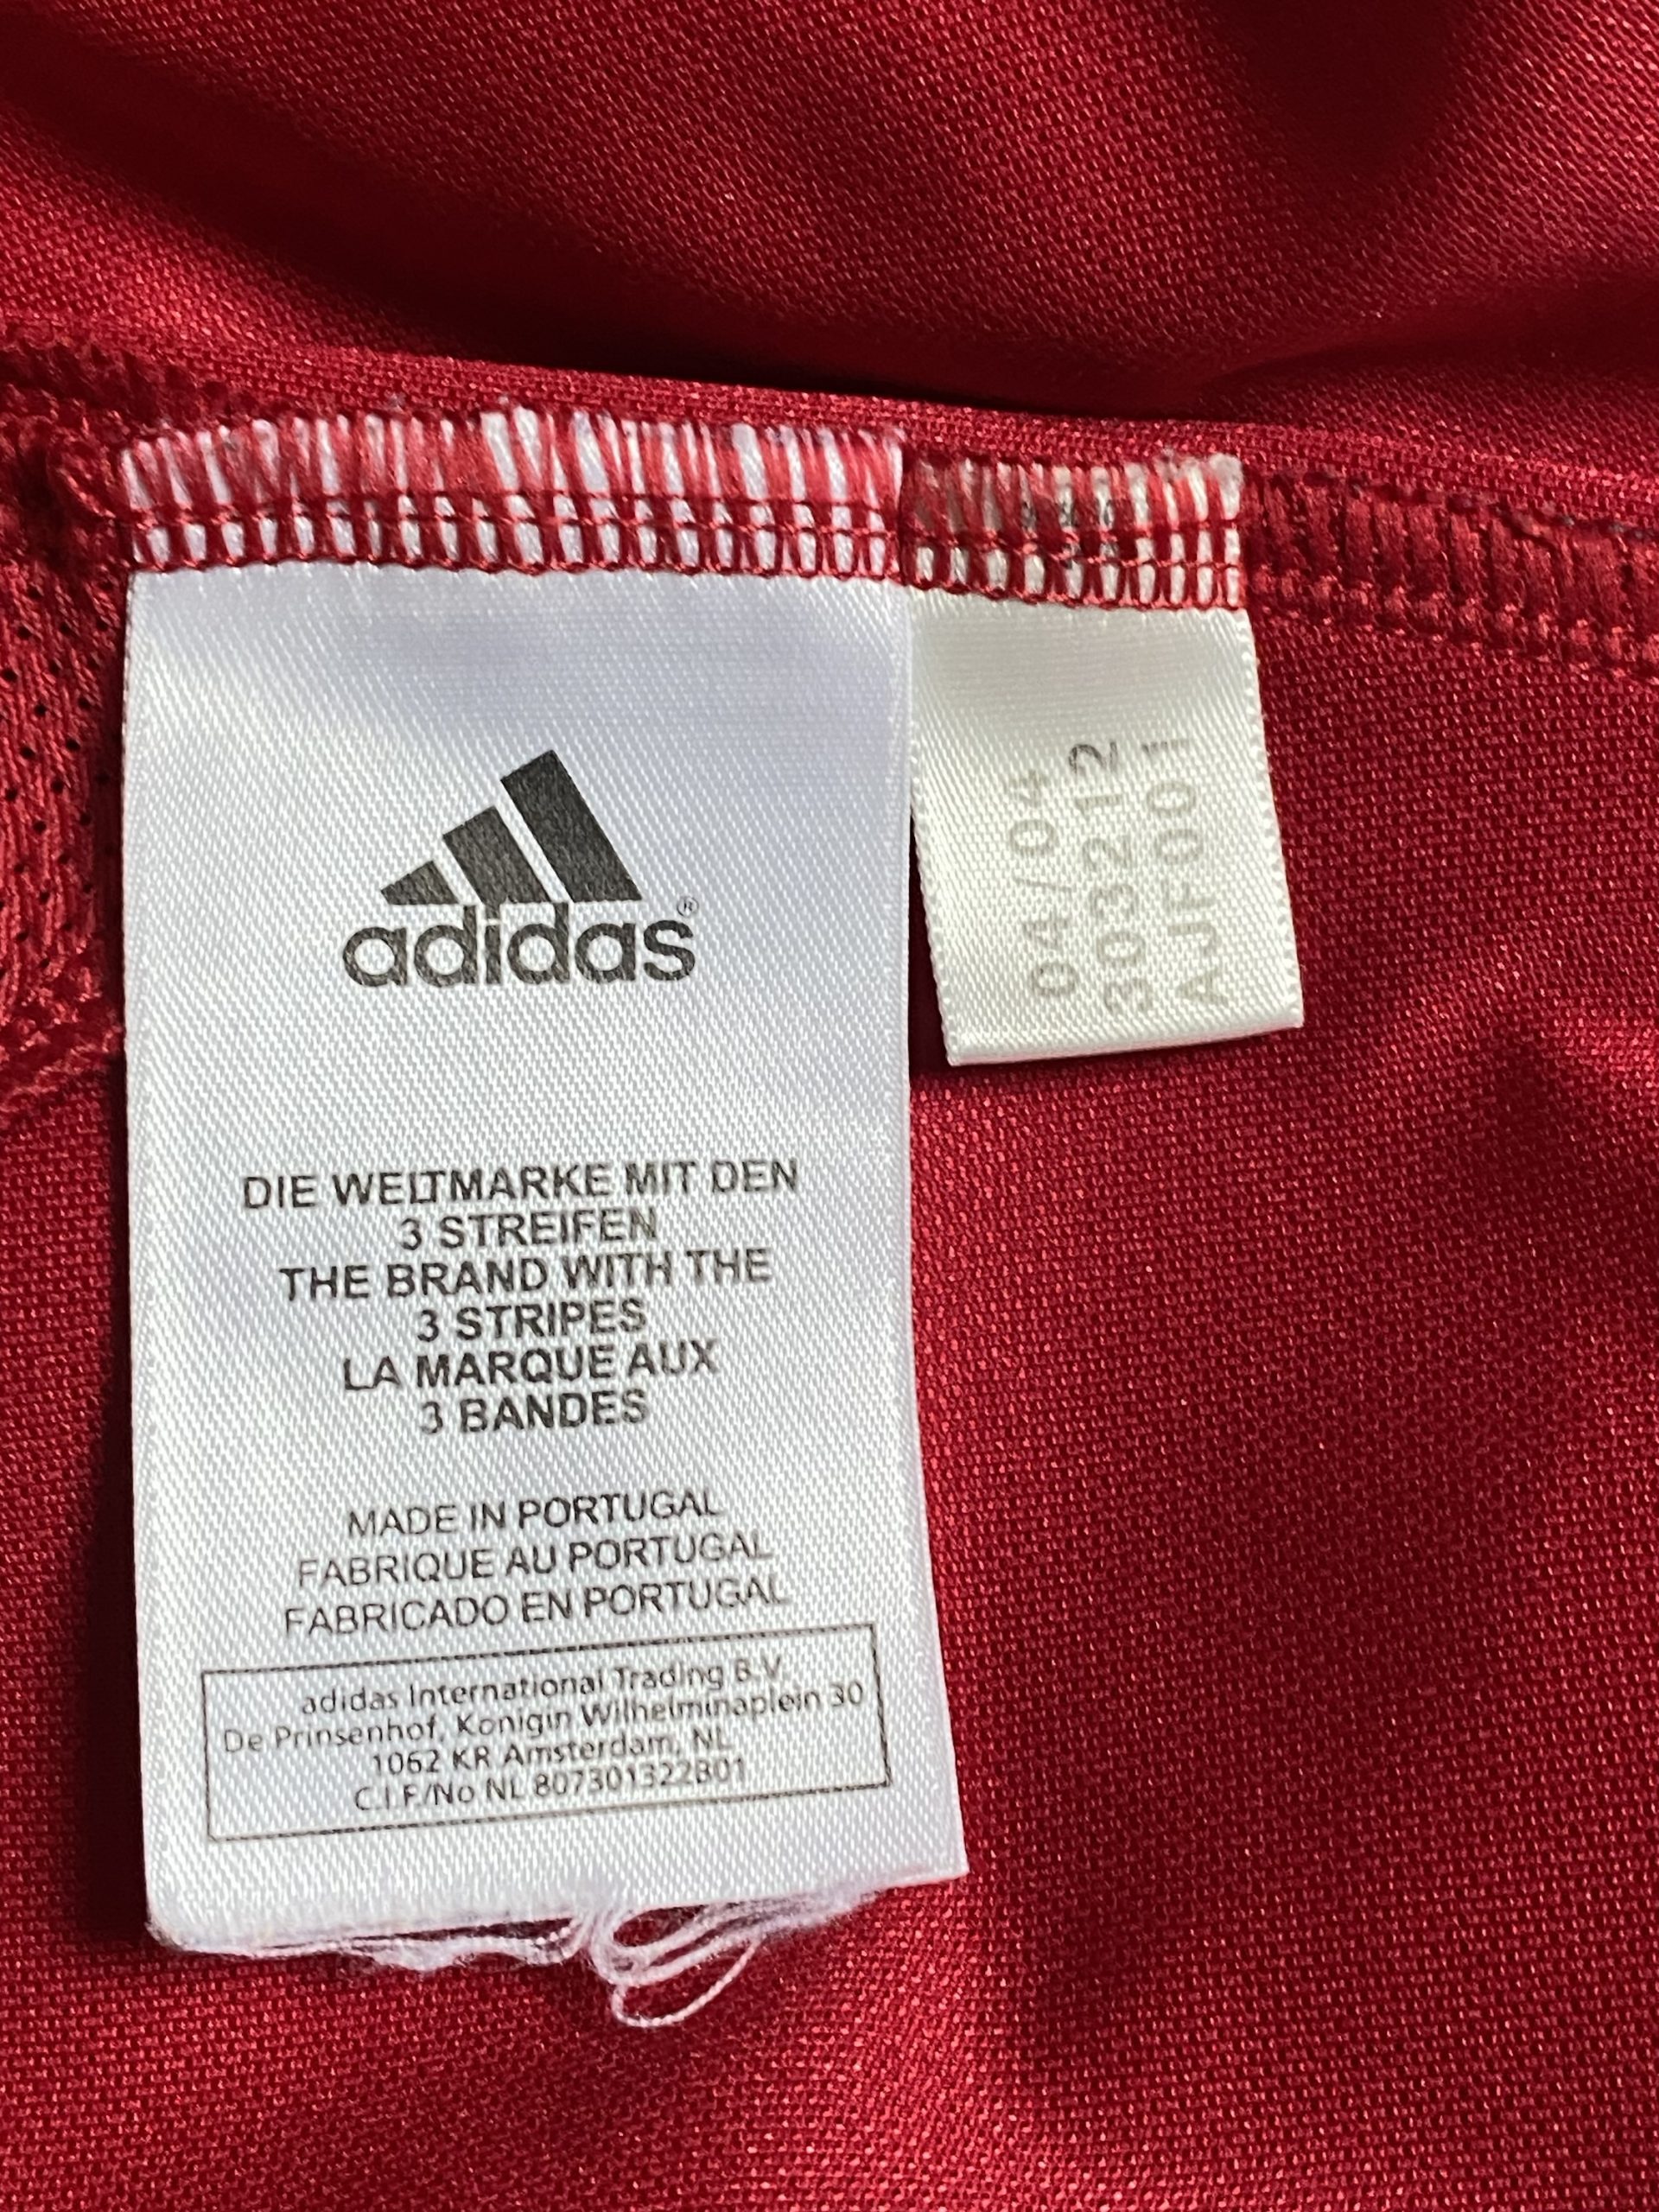 adidas®
DIE WELTMARKE MIT DEN
3 STREIFEN
THE BRAND WITH THE
3 STRIPES
LA MARQUE AUX
3 BANDES
MADE IN PORTUGAL
FABRIQUE AU PORTUGAL
FABRICADO EN PORTUGAL
adidas International Trading B.V.
De Prinsenhof, Konigin Wilhelminaplein 30
1062 KR Amsterdam, NL
C.I.F/No NL 807301322B01
04/04
303212
AJF001